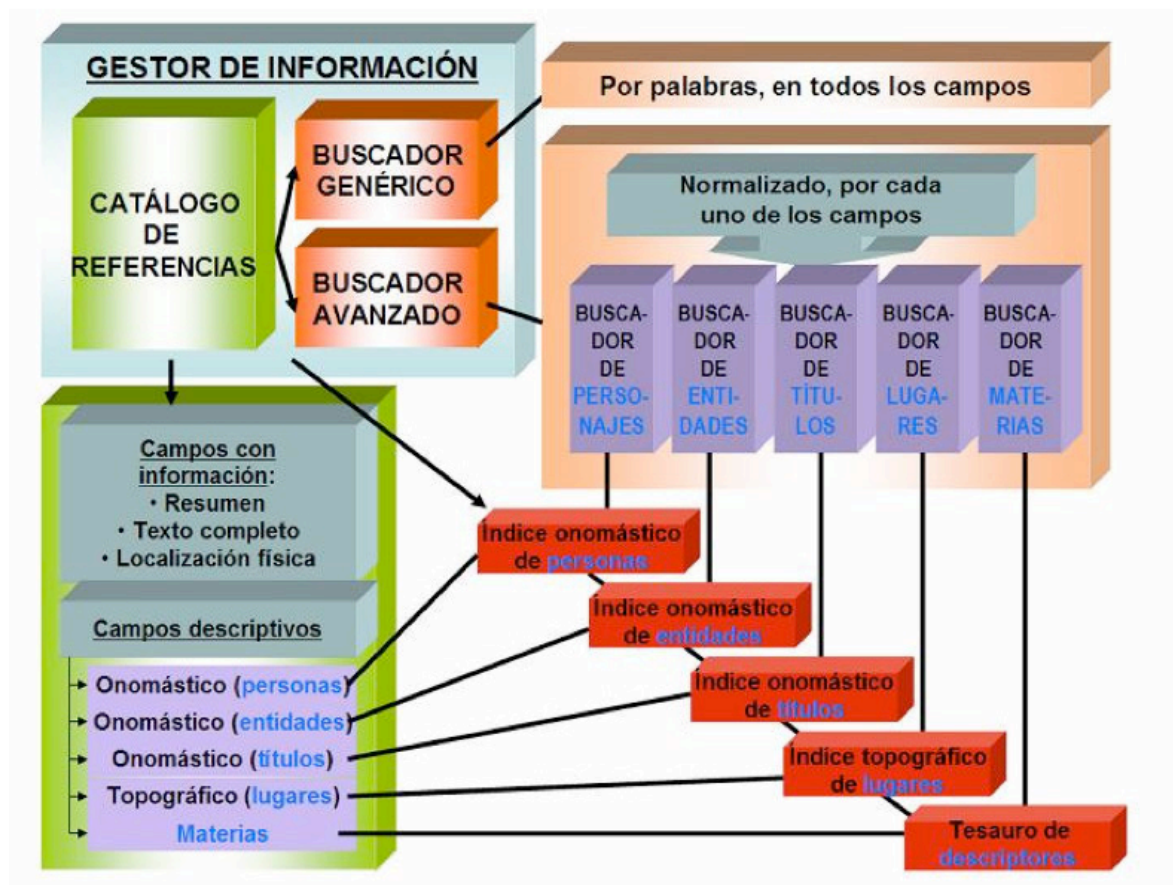 GESTOR DE INFORMACIÓN
CATÁLOGO
DE
REFERENCIAS
BUSCADOR
GENÉRICO
BUSCADOR
AVANZADO
Por palabras, en todos los campos
Normalizado, por cada
uno de los campos
BUSCA-
DOR
DE
PERSO-
NAJES
BUSCA-
DOR
DE
ENTI-
DADES
BUSCA-
DOR
DE
TÍTU-
LOS
BUSCA-
DOR
DE
LUGA-
RES
BUSCA-
DOR
DE
MATE-
RIAS
Campos con
información:
• Resumen
• Texto completo
• Localización física
Campos descriptivos
Onomástico (personas)
Onomástico (entidades)
Onomástico (títulos)
Topográfico (lugares)
Materias
Índice onomástico
de personas
Índice onomástico
de entidades
Índice onomástico
de títulos
Índice topográfico
de lugares
Tesauro de
descriptores